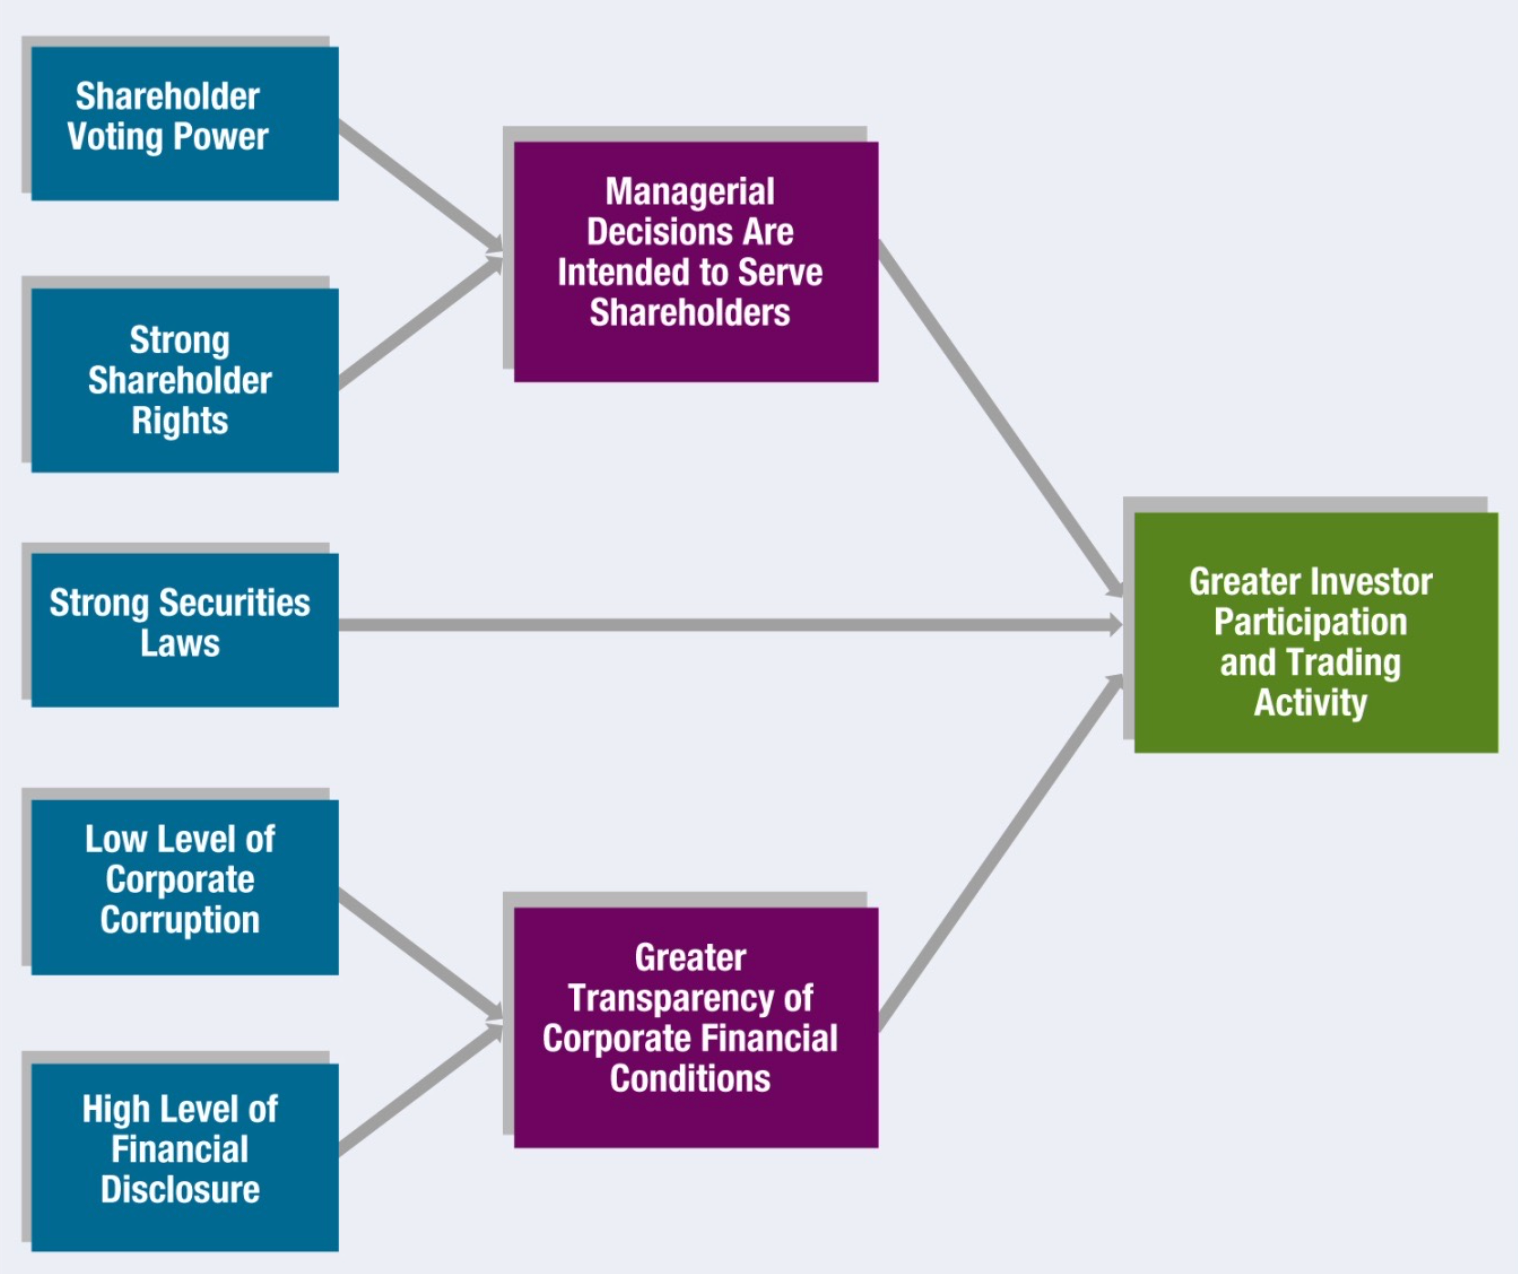 Shareholder
Voting Power
Managerial
Decisions Are
Intended to Serve
Shareholders
Strong
Shareholder
Rights
Strong Securities
Laws
Greater Investor
Participation
and Trading
Activity
Low Level of
Corporate
Corruption
Greater
Transparency of
Corporate Financial
Conditions
High Level of
Financial
Disclosure